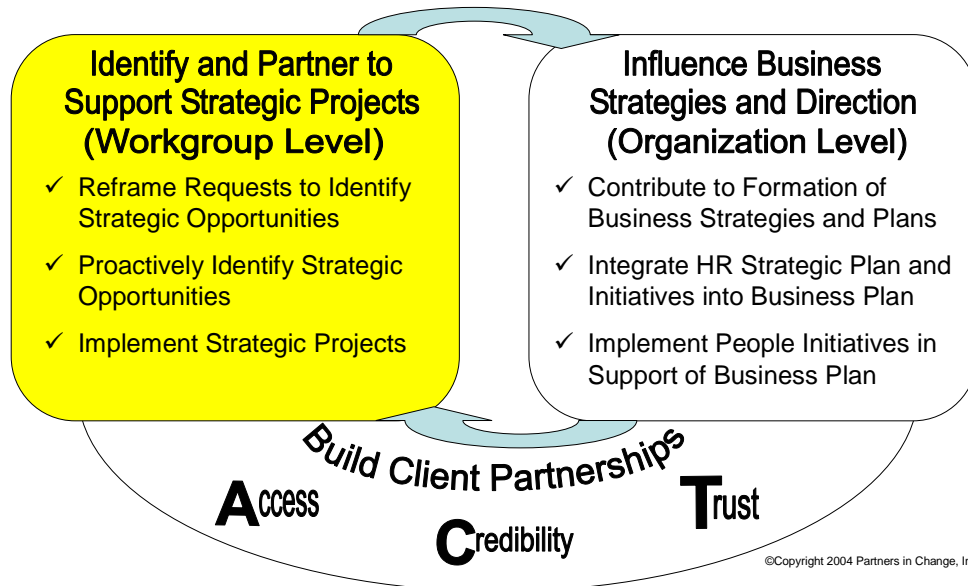 Identify and Partner to
Support Strategic Projects
(Workgroup Level)
✓ Reframe Requests to Identify
Strategic Opportunities
✓ Proactively Identify Strategic
Opportunities
✓ Implement Strategic Projects
Influence Business
Strategies and Direction
(Organization Level)
✓ Contribute to Formation of
Business Strategies and Plans
✓ Integrate HR Strategic Plan and
Initiatives into Business Plan
✓ Implement People Initiatives in
Support of Business Plan
Build Client Partnerships
Access
Credibility
Trust
©Copyright 2004 Partners in Change,